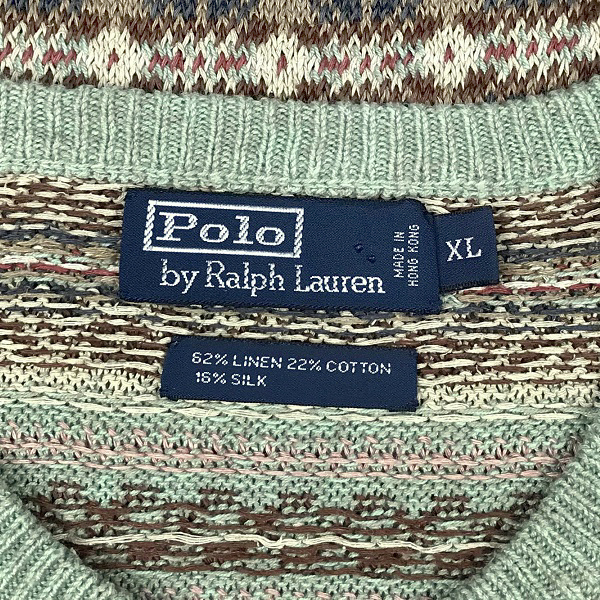 Polo
by Ralph Lauren
MADE IN
HONG KONG
XL
62% LINEN 22% COTTON
16% SILK